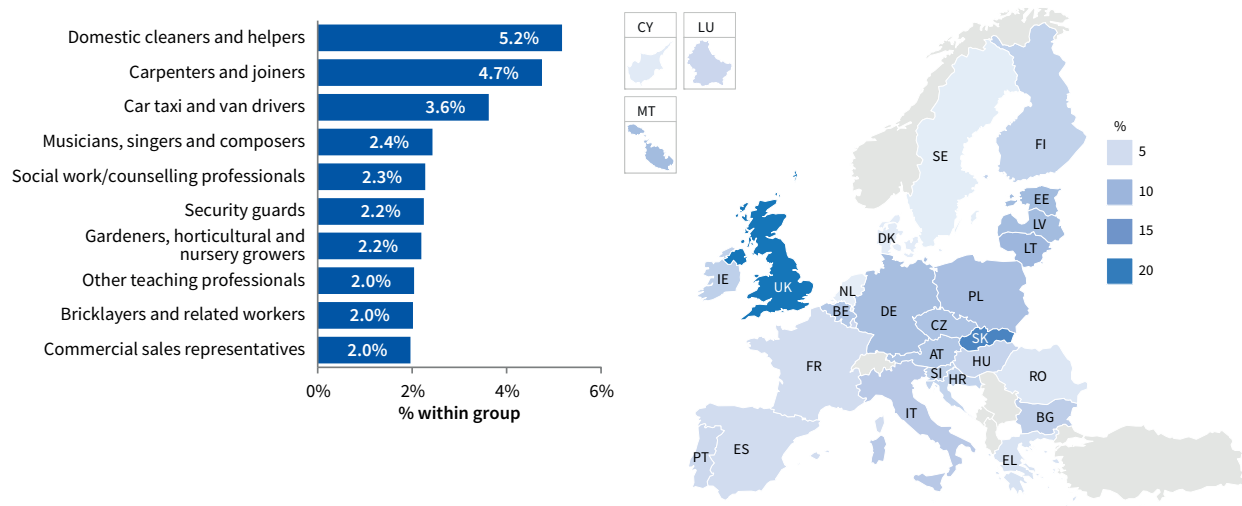 Domestic cleaners and helpers
5.2%
Carpenters and joiners
4.7%
Car taxi and van drivers
3.6%
Musicians, singers and composers
2.4%
Social work/counselling professionals
2.3%
Security guards
2.2%
Gardeners, horticultural and
nursery growers
2.2%
Other teaching professionals
2.0%
Bricklayers and related workers
2.0%
Commercial sales representatives
2.0%
0%
2%
4%
6%
% within group
CY
LU
MT
%
5
10
15
20
SE
FI
EE
LV
LT
DK
IE
UK
NL
BE
DE
PL
CZ
SK
AT
HU
SI
HR
RO
FR
IT
BG
PT
ES
EL